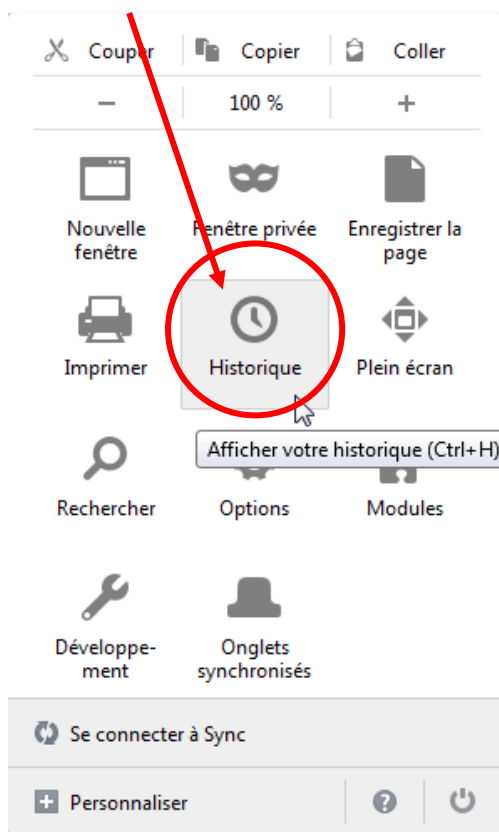 Couper Copier Coller
− 100 % +
Nouvelle fenêtre
Fenêtre privée
Enregistrer la page
Imprimer
Historique
Plein écran
Afficher votre historique (Ctrl+H)
Rechercher
Options
Modules
Développe-
ment
Onglets
synchronisés
Se connecter à Sync
Personnaliser